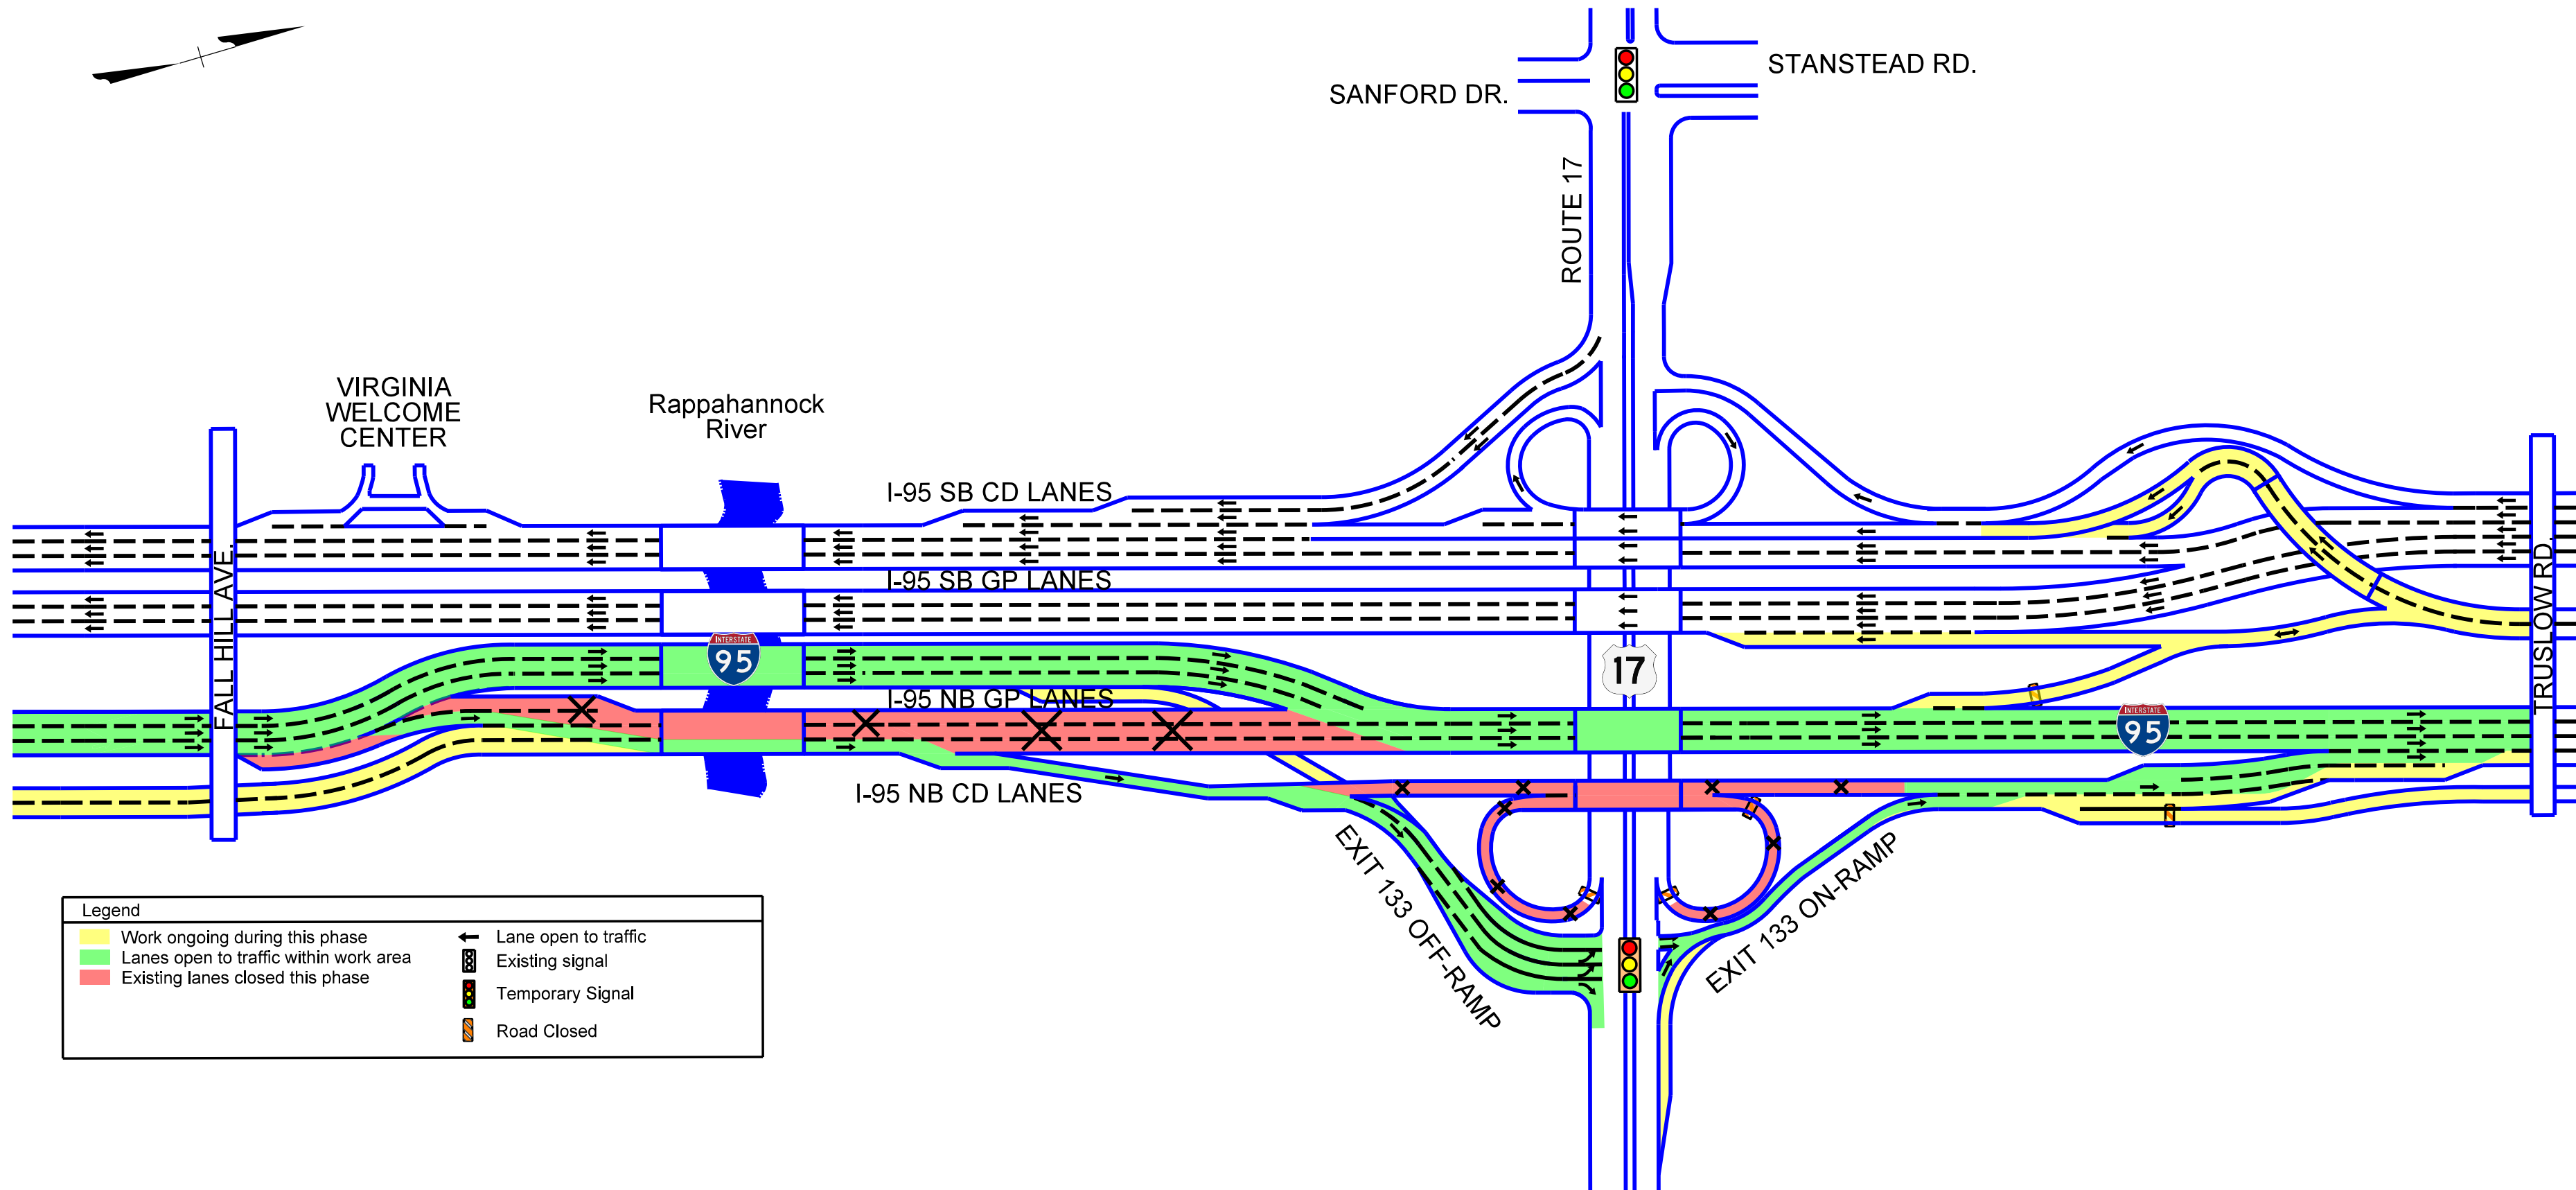 STANSTEAD RD.
SANFORD DR.
ROUTE 17
VIRGINIA
WELCOME
CENTER
Rappahannock
River
I-95 SB CD LANES
FALL HILL AVE.
TRUSLOW RD.
I-95 SB GP LANES
INTERSTATE
95
17
I-95 NB GP LANES
INTERSTATE
95
I-95 NB CD LANES
EXIT 133 OFF-RAMP
EXIT 133 ON-RAMP
Legend
Work ongoing during this phase
Lanes open to traffic within work area
Existing lanes closed this phase
Lane open to traffic
Existing signal
Temporary Signal
Road Closed